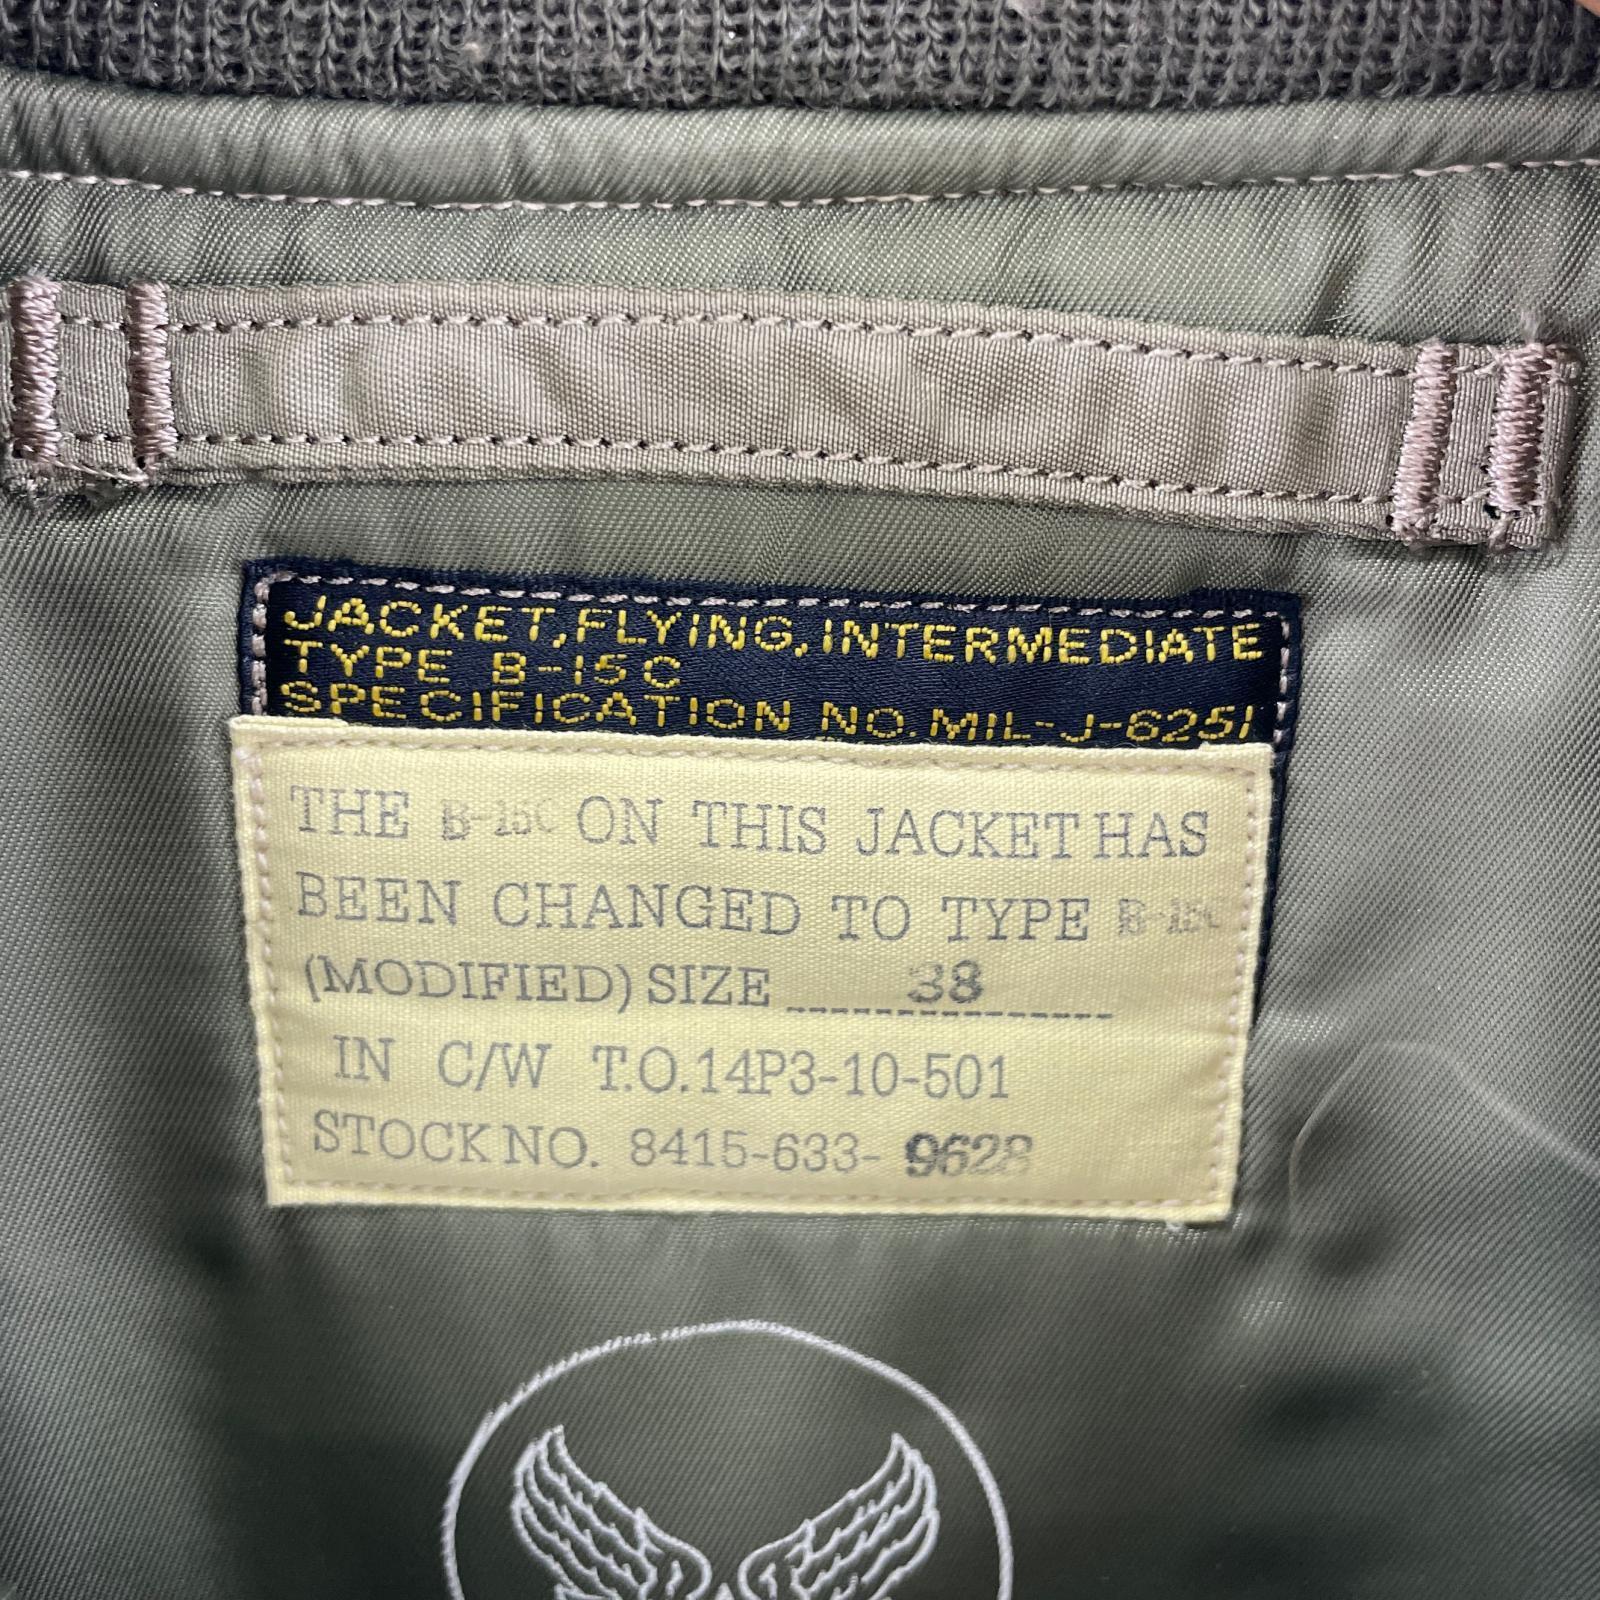 JACKET, FLYING, INTERMEDIATE
TYPE B-15C
SPECIFICATION NO. MIL-J-6251
THE B-15C ON THIS JACKET HAS
BEEN CHANGED TO TYPE B-15C
(MODIFIED) SIZE 38
IN C/W T.O. 14P3-10-501
STOCK NO. 8415-633-9628